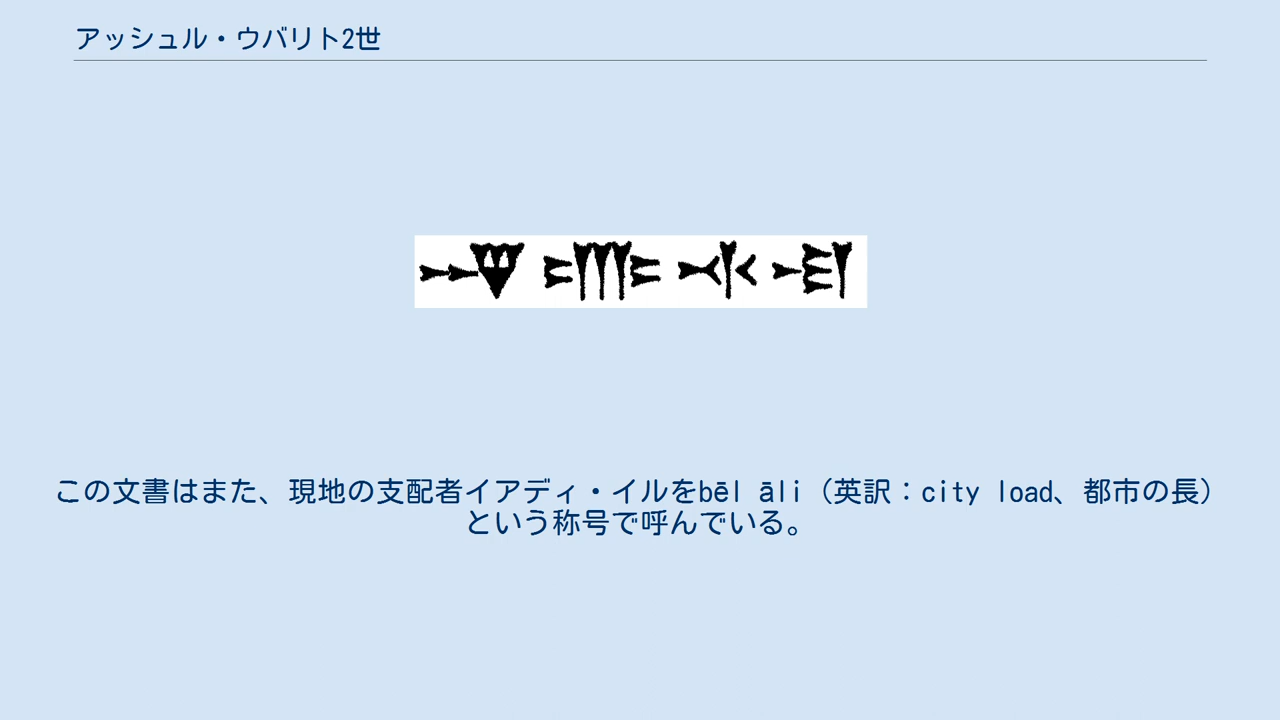 アッシュル・ウバリト2世
この文書はまた、現地の支配者イアディ・イルをbēl āli（英訳：city load、都市の長）
という称号で呼んでいる。